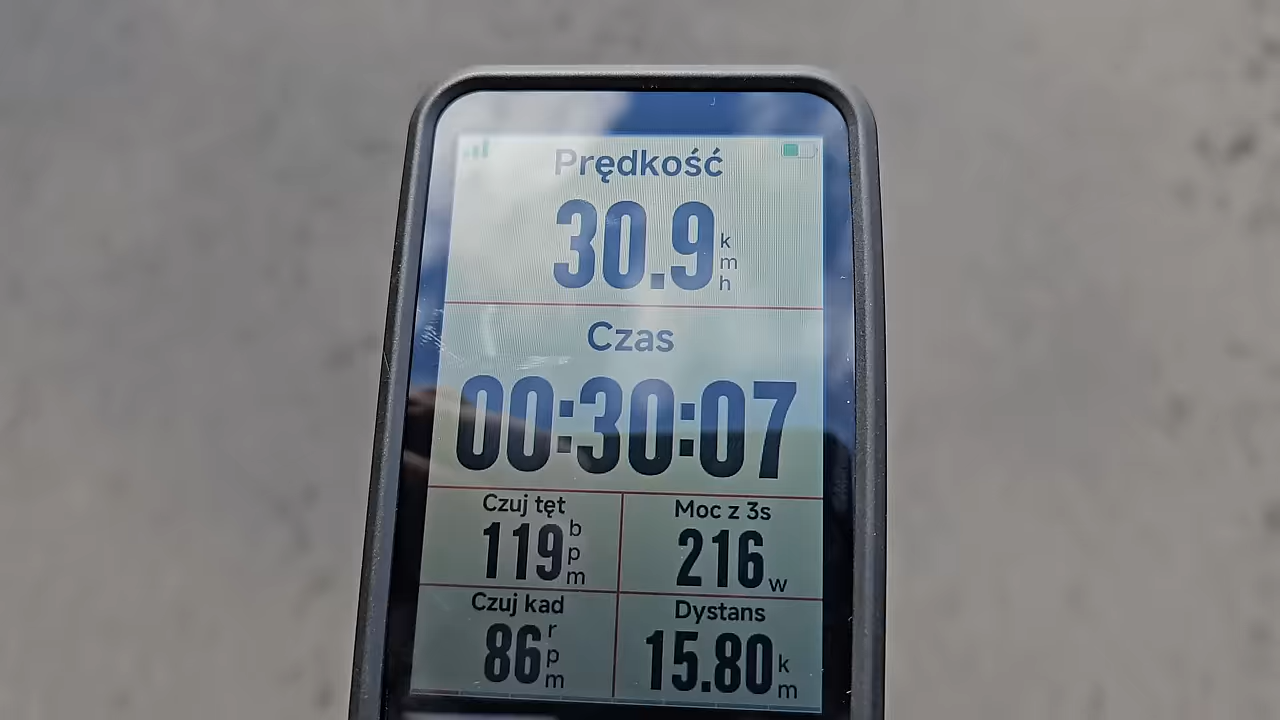 Prędkość
30.9 kmh
Czas
00:30:07
Czuj tęt
119 bpm
Moc z 3s
216 w
Czuj kad
86 rpm
Dystans
15.80 km